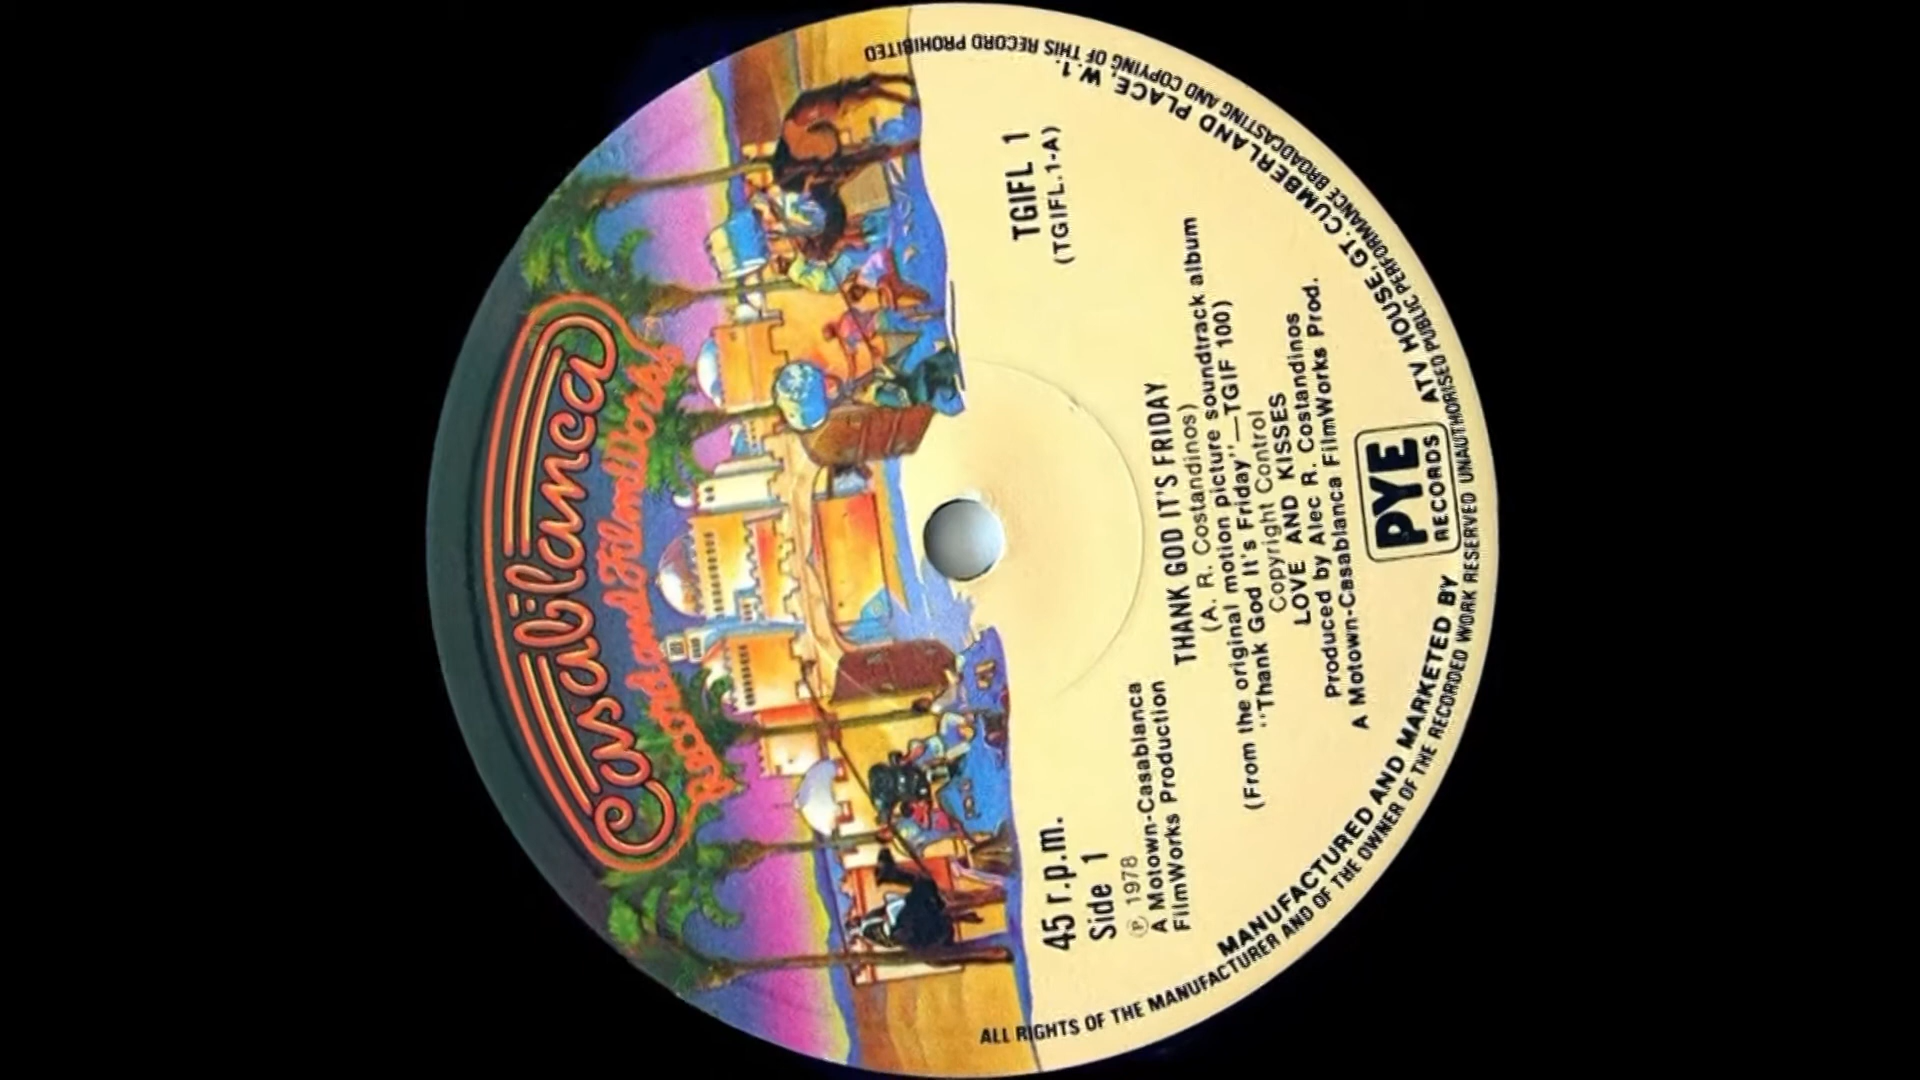 Casablanca
Record and FilmWorks
TGIFL 1
(TGIFL.1-A)
45 r.p.m.
Side 1
Ⓟ 1978
A Motown-Casablanca
FilmWorks Production
THANK GOD IT'S FRIDAY
(A. R. Costandinos)
(From the original motion picture soundtrack album
"Thank God It's Friday"—TGIF 100)
Copyright Control
LOVE AND KISSES
Produced by Alec R. Costandinos
A Motown-Casablanca FilmWorks Prod.
PYE
RECORDS
MANUFACTURED AND MARKETED BY ATV HOUSE, GT. CUMBERLAND PLACE, W.1.
ALL RIGHTS OF THE MANUFACTURER AND OF THE OWNER OF THE RECORDED WORK RESERVED UNAUTHORISED PUBLIC PERFORMANCE BROADCASTING AND COPYING OF THIS RECORD PROHIBITED